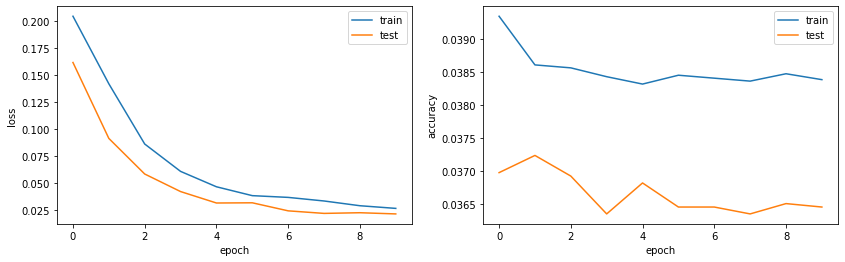 0.200
0.175
0.150
0.125
0.100
0.075
0.050
0.025
loss
0 2 4 6 8
epoch
train
test
0.0390
0.0385
0.0380
0.0375
0.0370
0.0365
accuracy
0 2 4 6 8
epoch
train
test